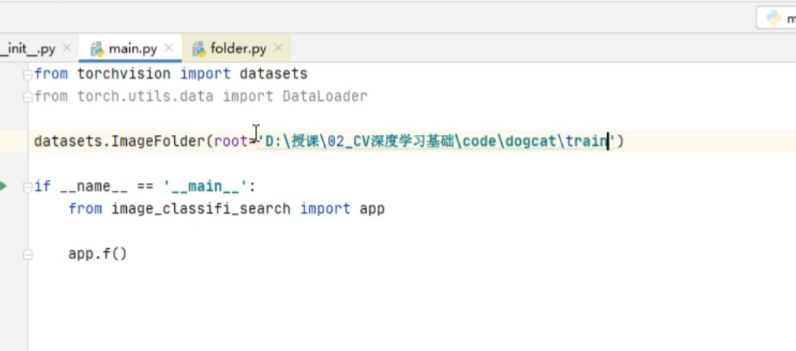 _init_.py × main.py × folder.py ×
from torchvision import datasets
from torch.utils.data import DataLoader
datasets.ImageFolder(root='D:\授课\02_CV深度学习基础\code\dogcat\train')
if __name__ == '__main__':
from image_classifi_search import app
app.f()